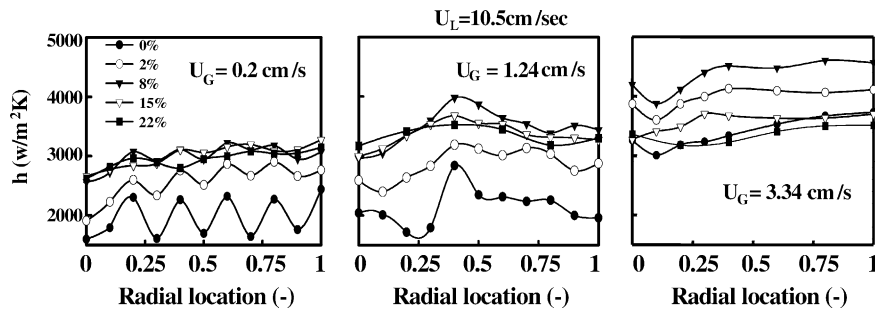 U_L=10.5cm/sec
5000
4000
3000
2000
h (w/m²K)
0%
2%
8%
15%
22%
U_G= 0.2 cm/s
0 0.25 0.5 0.75 1
Radial location (-)
U_G = 1.24 cm/s
0 0.25 0.5 0.75 1
Radial location (-)
U_G= 3.34 cm/s
0 0.25 0.5 0.75 1
Radial location (-)